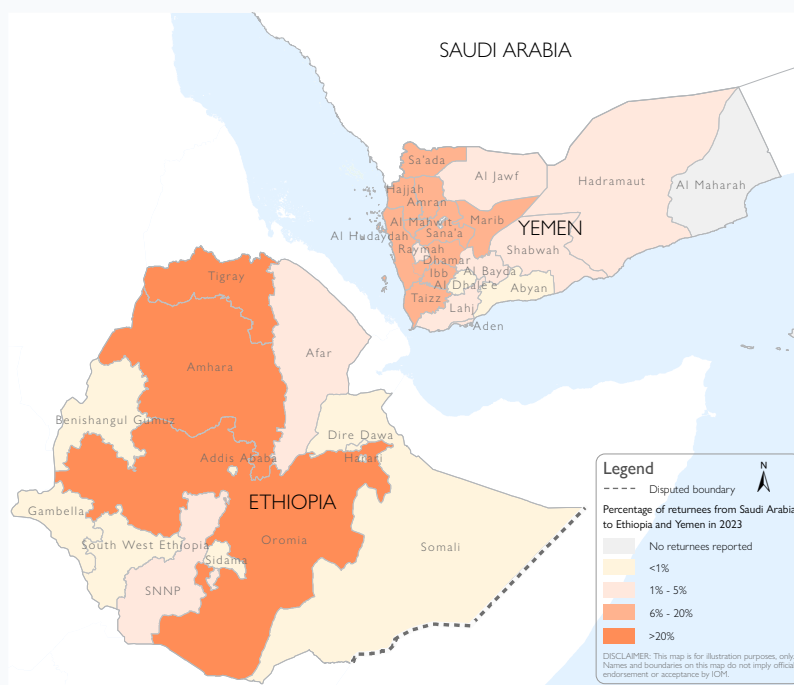 SAUDI ARABIA
Sa'ada
Al Jawf
Hadramaut
Al Maharah
Hajjah
Amran
Marib
Al Mahwit
YEMEN
Al Hudaydah
Sana'a
Raymah
Shabwah
Dhamar
Ibb
Al Bayda
Al Dhale'e
Abyan
Taizz
Lahj
Aden
Tigray
Afar
Amhara
Benishangul Gumuz
Dire Dawa
Addis Ababa
Harari
ETHIOPIA
Gambella
Oromia
South West Ethiopia
Somali
Sidama
SNNP
Legend
N
Disputed boundary
Percentage of returnees from Saudi Arabia
to Ethiopia and Yemen in 2023
No returnees reported
<1%
1% - 5%
6% - 20%
>20%
DISCLAIMER: This map is for illustration purposes, only.
Names and boundaries on this map do not imply official
endorsement or acceptance by IOM.